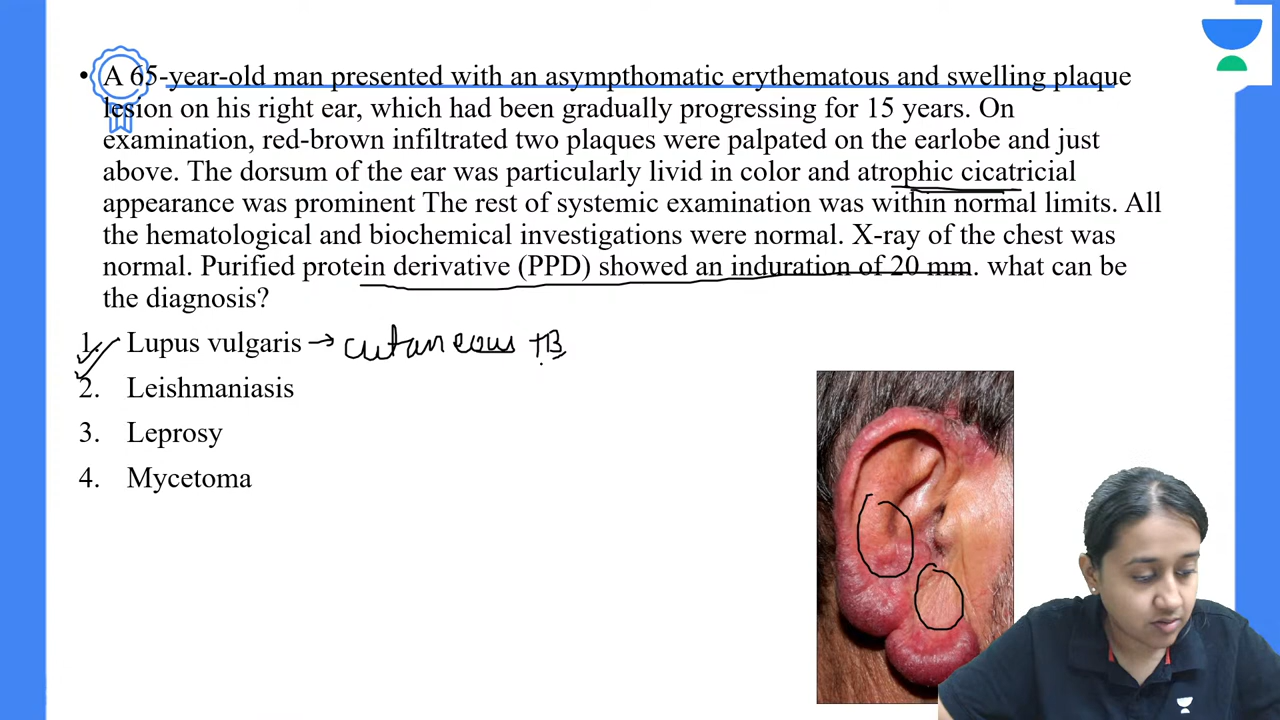 • A 65-year-old man presented with an asympthomatic erythematous and swelling plaque
lesion on his right ear, which had been gradually progressing for 15 years. On
examination, red-brown infiltrated two plaques were palpated on the earlobe and just
above. The dorsum of the ear was particularly livid in color and atrophic cicatricial
appearance was prominent The rest of systemic examination was within normal limits. All
the hematological and biochemical investigations were normal. X-ray of the chest was
normal. Purified protein derivative (PPD) showed an induration of 20 mm. what can be
the diagnosis?
1. Lupus vulgaris → cutaneous TB
2. Leishmaniasis
3. Leprosy
4. Mycetoma